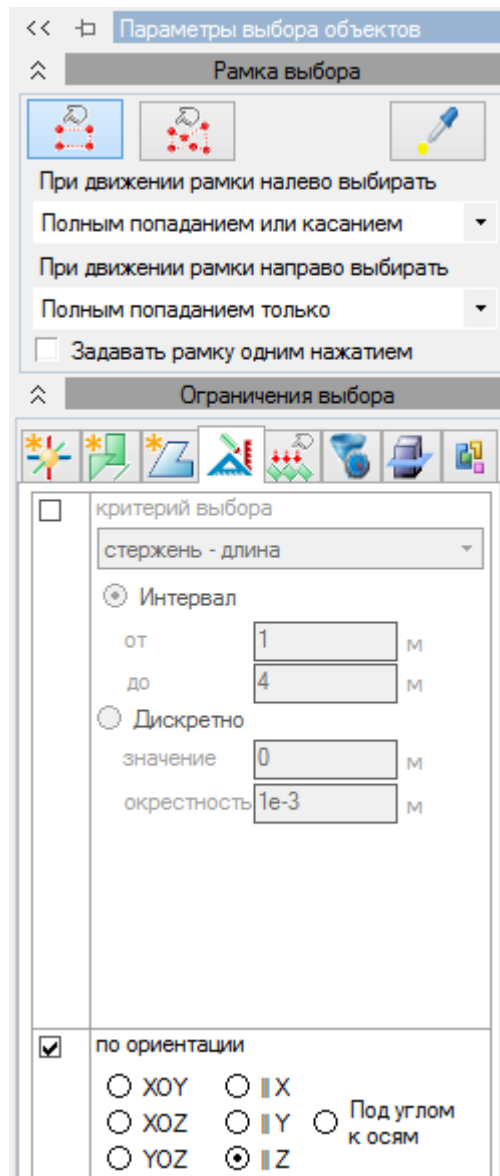 << Параметры выбора объектов
Рамка выбора
При движении рамки налево выбирать
Полным попаданием или касанием
При движении рамки направо выбирать
Полным попаданием только
Задавать рамку одним нажатием
Ограничения выбора
критерий выбора
стержень - длина
Интервал
от 1 м
до 4 м
Дискретно
значение 0 м
окрестность 1e-3 м
по ориентации
XOY || X
XOZ || Y Под углом к осям
YOZ || Z